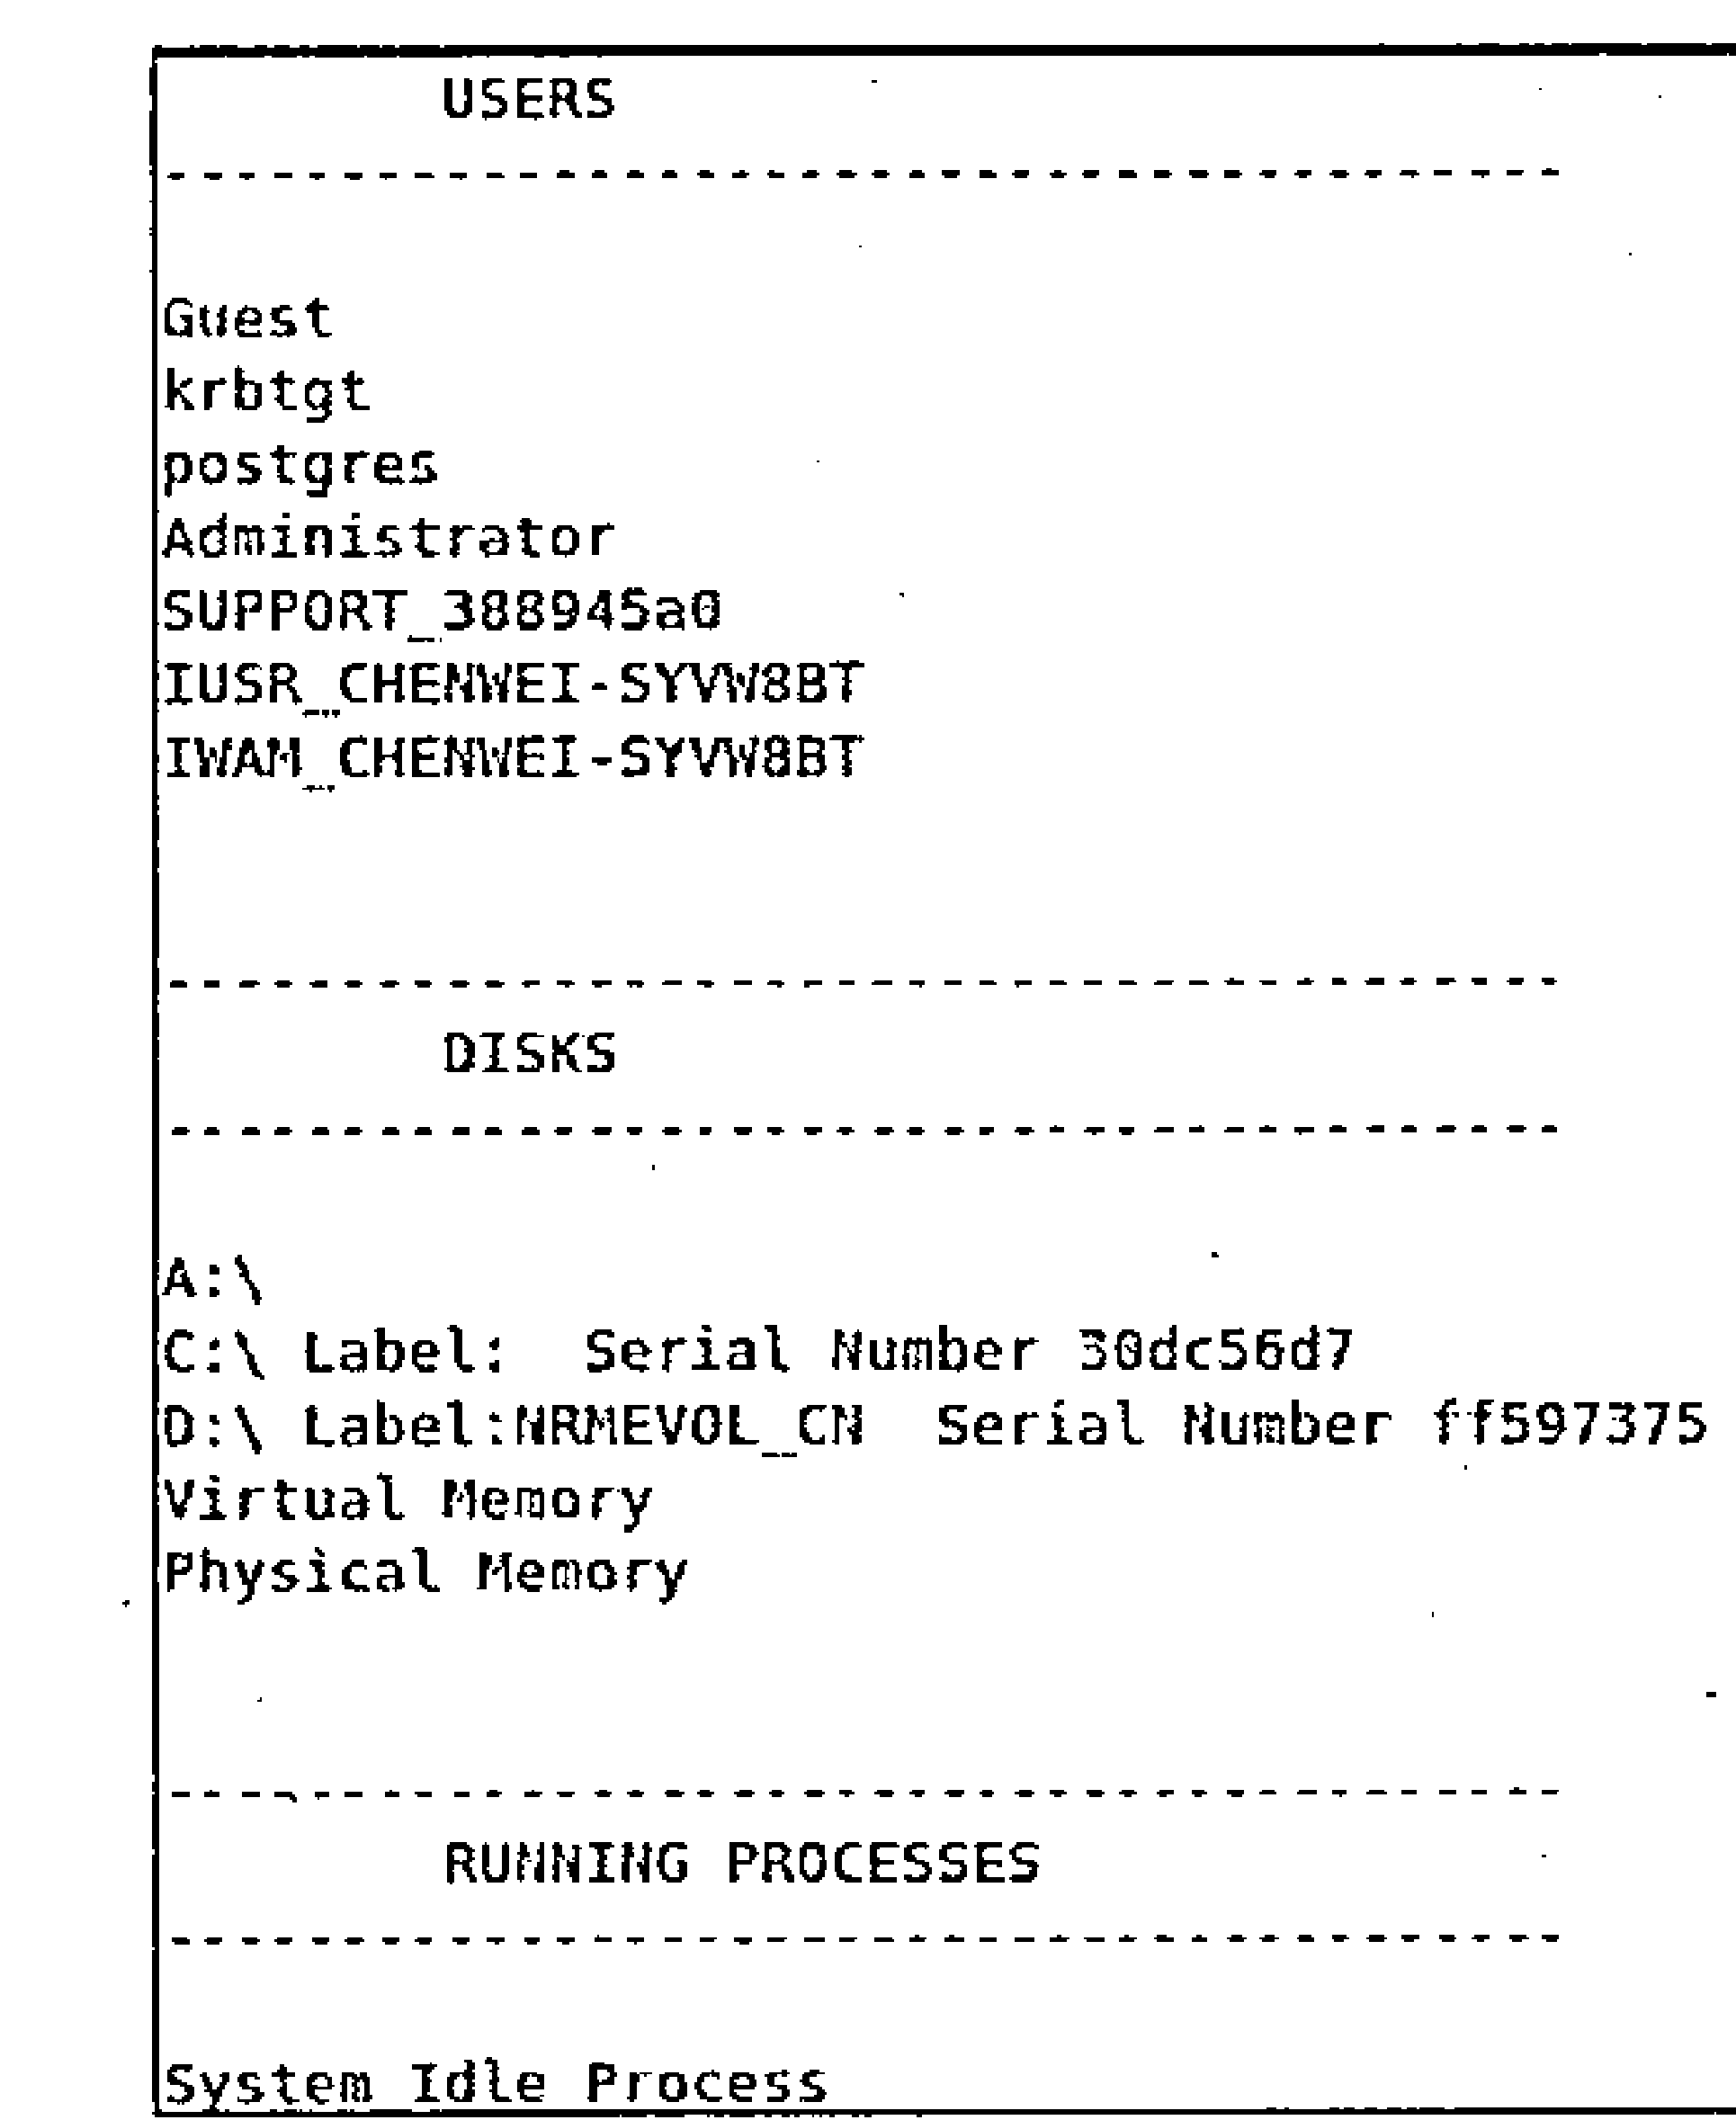 USERS
----------------------------------------
Guest
krbtgt
postgres
Administrator
SUPPORT_388945a0
IUSR_CHENWEI-SYVW8BT
IWAM_CHENWEI-SYVW8BT
----------------------------------------
DISKS
----------------------------------------
A:\
C:\ Label:  Serial Number 30dc56d7
D:\ Label:NRMEVOL_CN  Serial Number ff597375
Virtual Memory
Physical Memory
----------------------------------------
RUNNING PROCESSES
----------------------------------------
System Idle Process